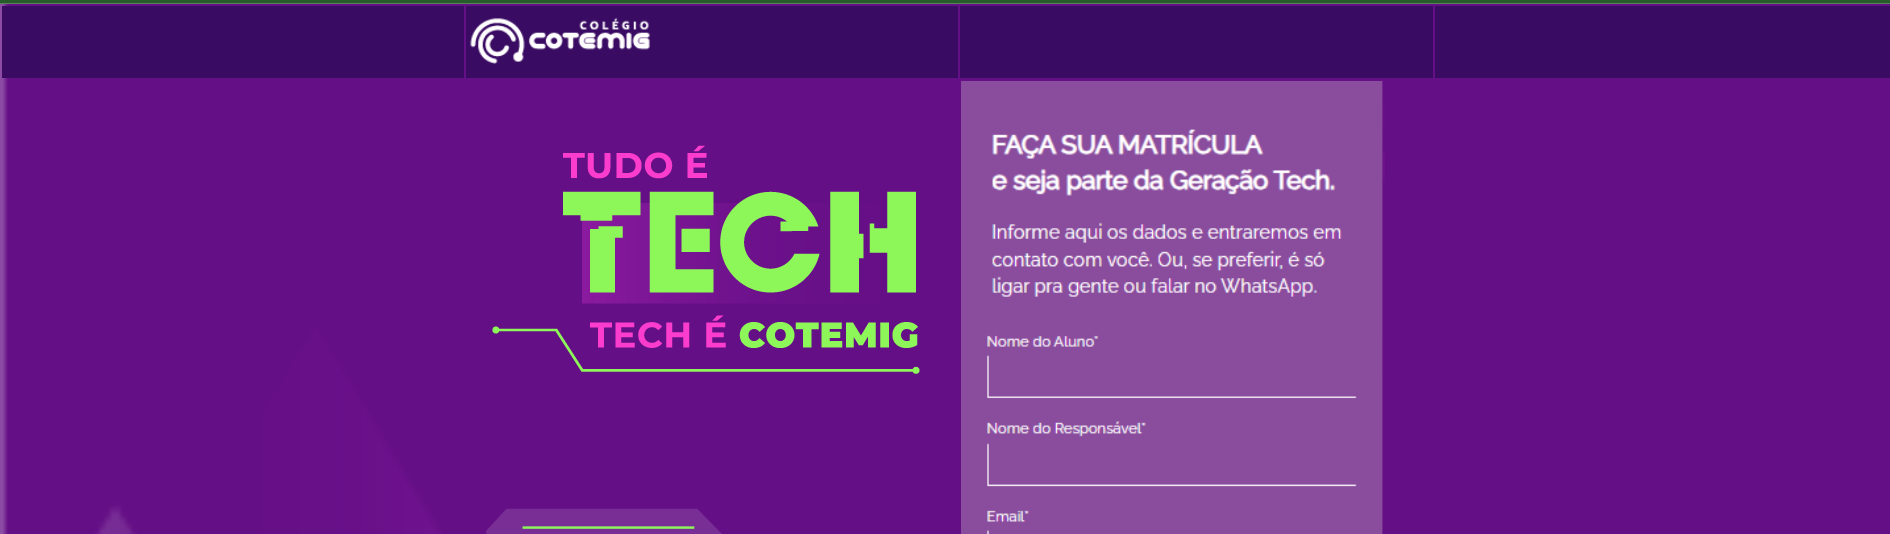 COLÉGIO
COTEMIG
TUDO É
TECH
TECH É COTEMIG
FAÇA SUA MATRÍCULA
e seja parte da Geração Tech.
Informe aqui os dados e entraremos em
contato com você. Ou, se preferir, é só
ligar pra gente ou falar no WhatsApp.
Nome do Aluno*
Nome do Responsável*
Email*